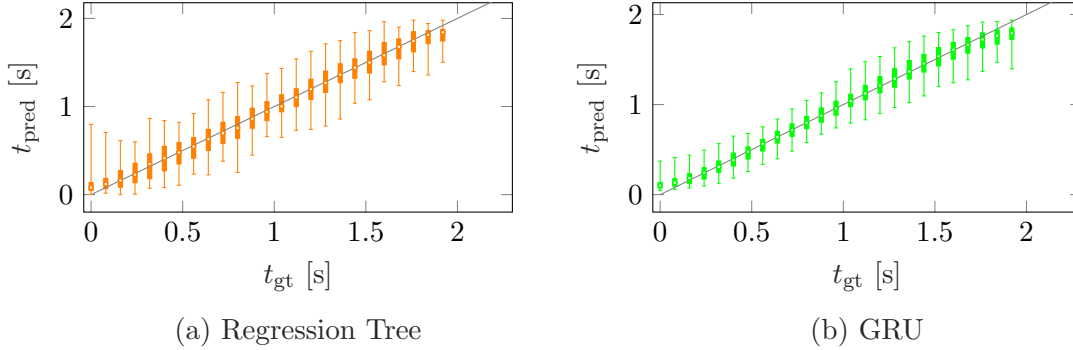 2
1
0
t_pred [s]
0 0.5 1 1.5 2
t_gt [s]
(a) Regression Tree
2
1
0
t_pred [s]
0 0.5 1 1.5 2
t_gt [s]
(b) GRU